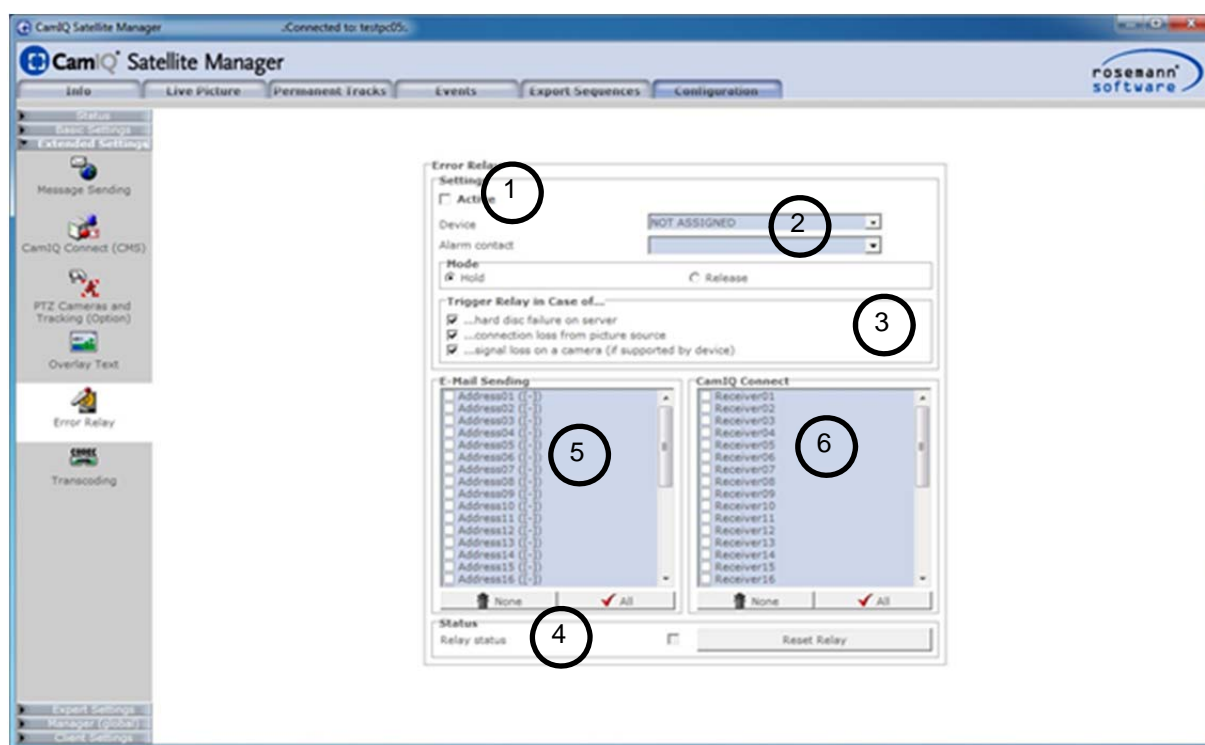 CamIQ Satellite Manager .:Connected to: testpc05:.
CamIQ Satellite Manager
rosemann software
Info Live Picture Permanent Tracks Events Export Sequences Configuration
Status
Basic Settings
Extended Settings
Message Sending
CamIQ Connect (CMS)
PTZ Cameras and
Tracking (Option)
Overlay Text
Error Relay
Transcoding
Expert Settings
Manager (global)
Client Settings
Error Relay
Settings
1
Active
Device NOT ASSIGNED
2
Alarm contact
Mode
Hold Release
Trigger Relay in Case of...
3
...hard disc failure on server
...connection loss from picture source
...signal loss on a camera (if supported by device)
E-Mail Sending
Address01 ([-])
Address02 ([-])
Address03 ([-])
Address04 ([-])
Address05 ([-])
Address06 ([-])
Address07 ([-])
Address08 ([-])
Address09 ([-])
Address10 ([-])
Address11 ([-])
Address12 ([-])
Address13 ([-])
Address14 ([-])
Address15 ([-])
Address16 ([-])
5
None All
CamIQ Connect
Receiver01
Receiver02
Receiver03
Receiver04
Receiver05
Receiver06
Receiver07
Receiver08
Receiver09
Receiver10
Receiver11
Receiver12
Receiver13
Receiver14
Receiver15
Receiver16
6
None All
Status
Relay status
4
Reset Relay